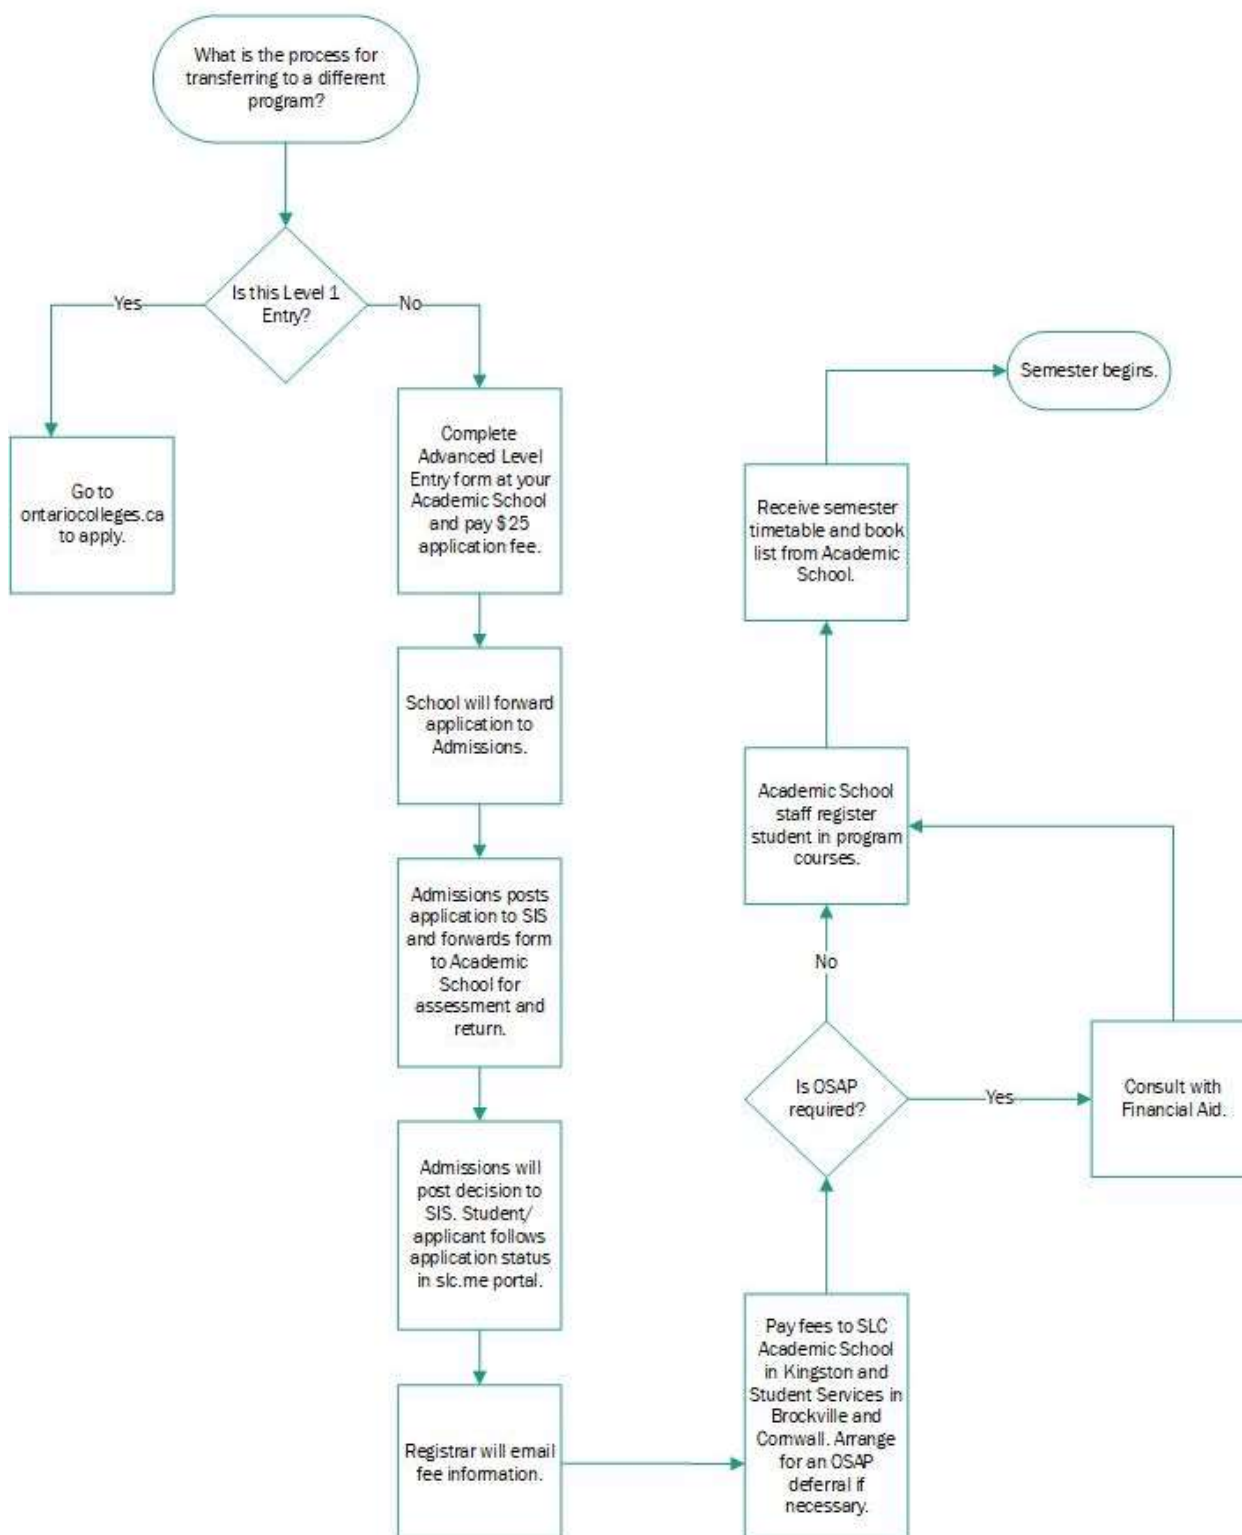 What is the process for
transferring to a different
program?
Is this Level 1
Entry?
Yes
No
Go to
ontariocolleges.ca
to apply.
Complete
Advanced Level
Entry form at your
Academic School
and pay $25
application fee.
School will forward
application to
Admissions.
Admissions posts
application to SIS
and forwards form
to Academic
School for
assessment and
return.
Admissions will
post decision to
SIS. Student/
applicant follows
application status
in slc.me portal.
Registrar will email
fee information.
Pay fees to SLC
Academic School
in Kingston and
Student Services in
Brockville and
Cornwall. Arrange
for an OSAP
deferral if
necessary.
Is OSAP
required?
Yes
Consult with
Financial Aid.
No
Academic School
staff register
student in program
courses.
Receive semester
timetable and book
list from Academic
School.
Semester begins.